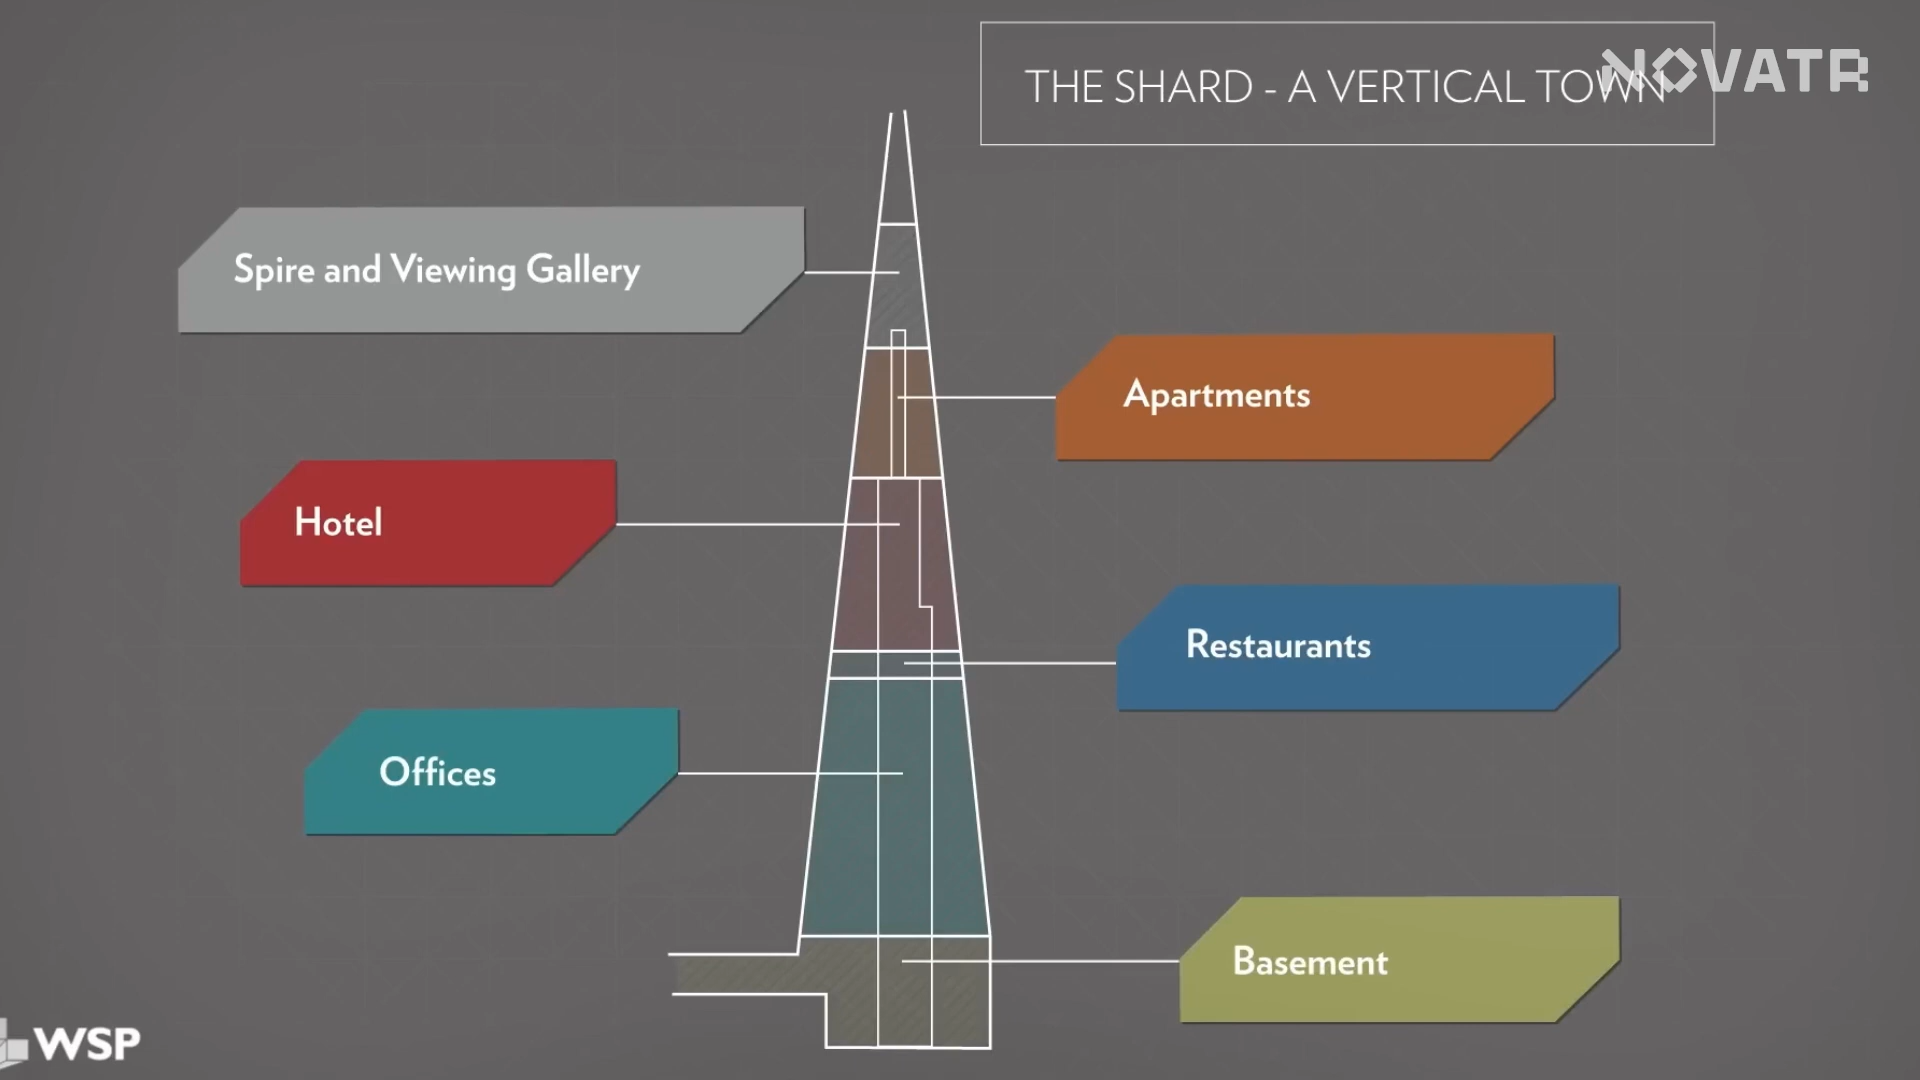 THE SHARD - A VERTICAL TOWN
NOVATR
Spire and Viewing Gallery
Apartments
Hotel
Restaurants
Offices
Basement
WSP